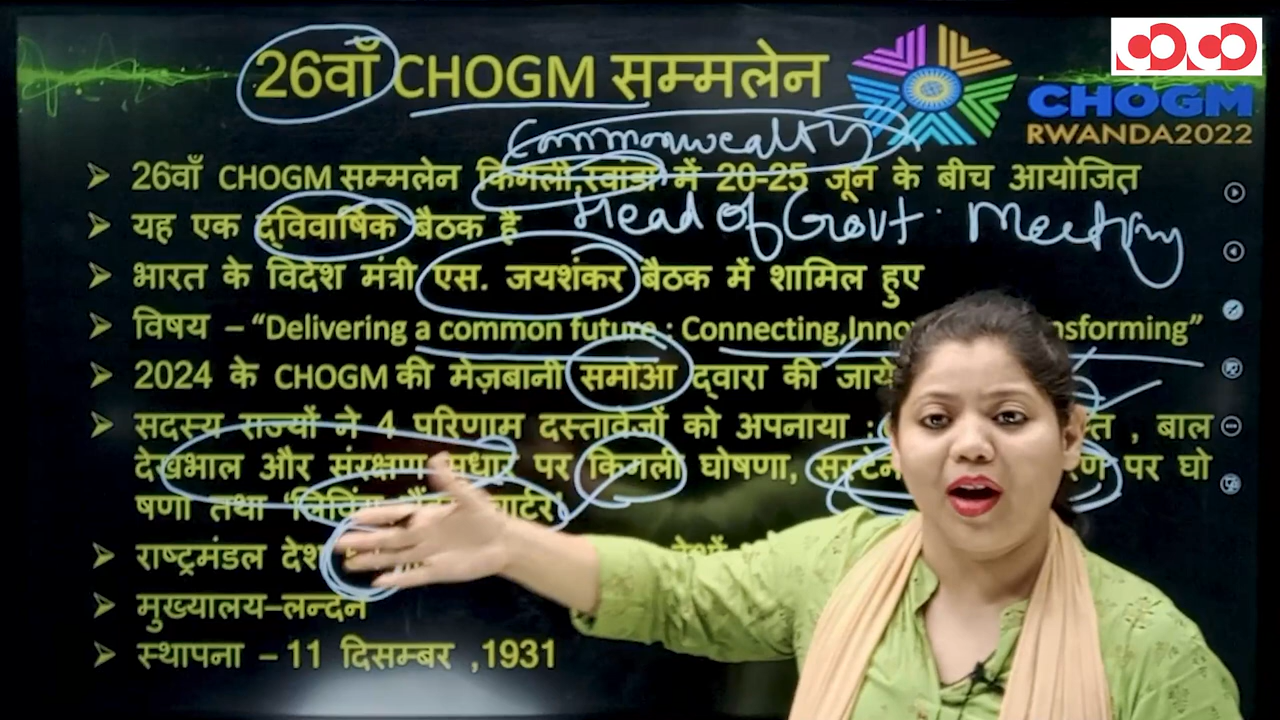 26वाँ CHOGM सम्मलेन
CHOGM
RWANDA2022
Commonwealth
26वाँ CHOGM सम्मलेन किगली,रवांडा में 20-25 जून के बीच आयोजित
Head of Govt. Meeting
यह एक द्विवार्षिक बैठक है
भारत के विदेश मंत्री एस. जयशंकर बैठक में शामिल हुए
विषय – “Delivering a common future : Connecting,Inno nsforming”
2024 के CHOGM की मेज़बानी समोआ द्वारा की जाये
सदस्य राज्यों ने 4 परिणाम दस्तावेजों को अपनाया : त , बाल
देखभाल और संरक्षण सुधार पर किगली घोषणा, पर घो
षणा तथा ‘लिविंग चार्टर’
राष्ट्रमंडल देश
मुख्यालय–लन्दन
स्थापना – 11 दिसम्बर ,1931